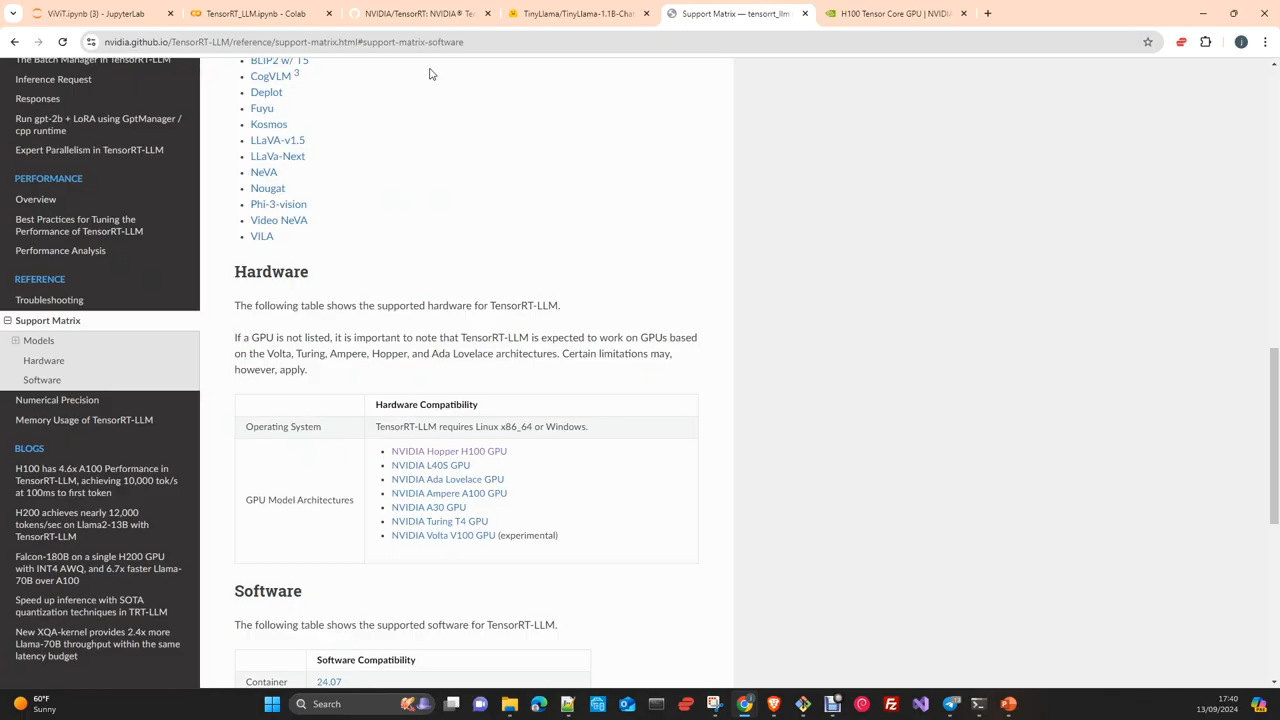 ViViT.ipynb - JupyterLab
TensorRT_LLM.ipynb - Colab
NVIDIA/TensorRT: NVIDIA® Te
TinyLlama/TinyLlama-1.1B-Chat
Support Matrix — tensorrt_llm
H100 Tensor Core GPU | NVIDIA
nvidia.github.io/TensorRT-LLM/reference/support-matrix.html#support-matrix-software
The Batch Manager in TensorRT-LLM
Inference Request
Responses
Run gpt-2b + LoRA using GptManager /
cpp runtime
Expert Parallelism in TensorRT-LLM
PERFORMANCE
Overview
Best Practices for Tuning the
Performance of TensorRT-LLM
Performance Analysis
REFERENCE
Troubleshooting
Support Matrix
Models
Hardware
Software
Numerical Precision
Memory Usage of TensorRT-LLM
BLOGS
H100 has 4.6x A100 Performance in
TensorRT-LLM, achieving 10,000 tok/s
at 100ms to first token
H200 achieves nearly 12,000
tokens/sec on Llama2-13B with
TensorRT-LLM
Falcon-180B on a single H200 GPU
with INT4 AWQ, and 6.7x faster Llama-
70B over A100
Speed up inference with SOTA
quantization techniques in TRT-LLM
New XQA-kernel provides 2.4x more
Llama-70B throughput within the same
latency budget
BLIP2 w/ T5
CogVLM 3
Deplot
Fuyu
Kosmos
LLaVA-v1.5
LLaVa-Next
NeVA
Nougat
Phi-3-vision
Video NeVA
VILA
Hardware
The following table shows the supported hardware for TensorRT-LLM.
If a GPU is not listed, it is important to note that TensorRT-LLM is expected to work on GPUs based
on the Volta, Turing, Ampere, Hopper, and Ada Lovelace architectures. Certain limitations may,
however, apply.
Hardware Compatibility
Operating System
TensorRT-LLM requires Linux x86_64 or Windows.
GPU Model Architectures
NVIDIA Hopper H100 GPU
NVIDIA L40S GPU
NVIDIA Ada Lovelace GPU
NVIDIA Ampere A100 GPU
NVIDIA A30 GPU
NVIDIA Turing T4 GPU
NVIDIA Volta V100 GPU (experimental)
Software
The following table shows the supported software for TensorRT-LLM.
Software Compatibility
Container
24.07
60°F
Sunny
Search
17:40
13/09/2024